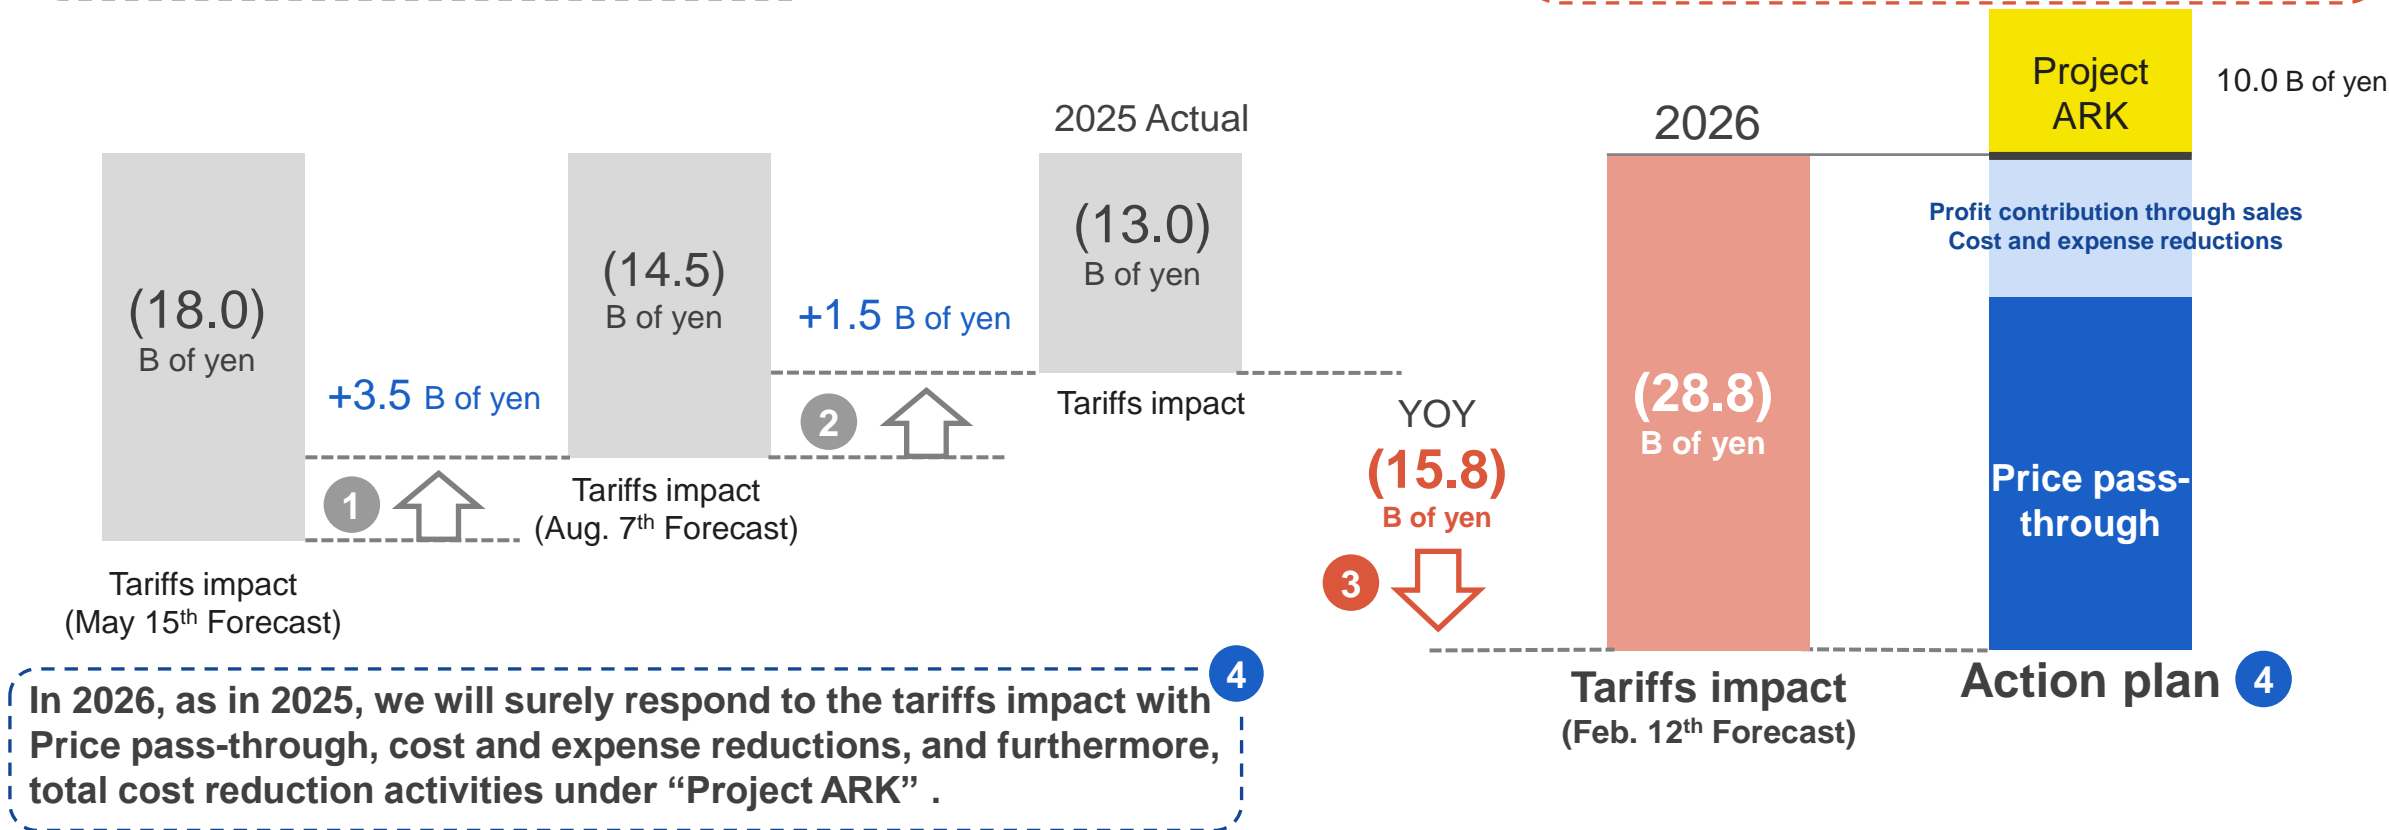 (18.0)
B of yen
+3.5 B of yen
1
Tariffs impact
(May 15th Forecast)
(14.5)
B of yen
Tariffs impact
(Aug. 7th Forecast)
+1.5 B of yen
2
2025 Actual
(13.0)
B of yen
Tariffs impact
YOY
(15.8)
B of yen
3
2026
(28.8)
B of yen
Tariffs impact
(Feb. 12th Forecast)
Project
ARK
10.0 B of yen
Profit contribution through sales
Cost and expense reductions
Price pass-
through
Action plan 4
4
In 2026, as in 2025, we will surely respond to the tariffs impact with
Price pass-through, cost and expense reductions, and furthermore,
total cost reduction activities under “Project ARK” .